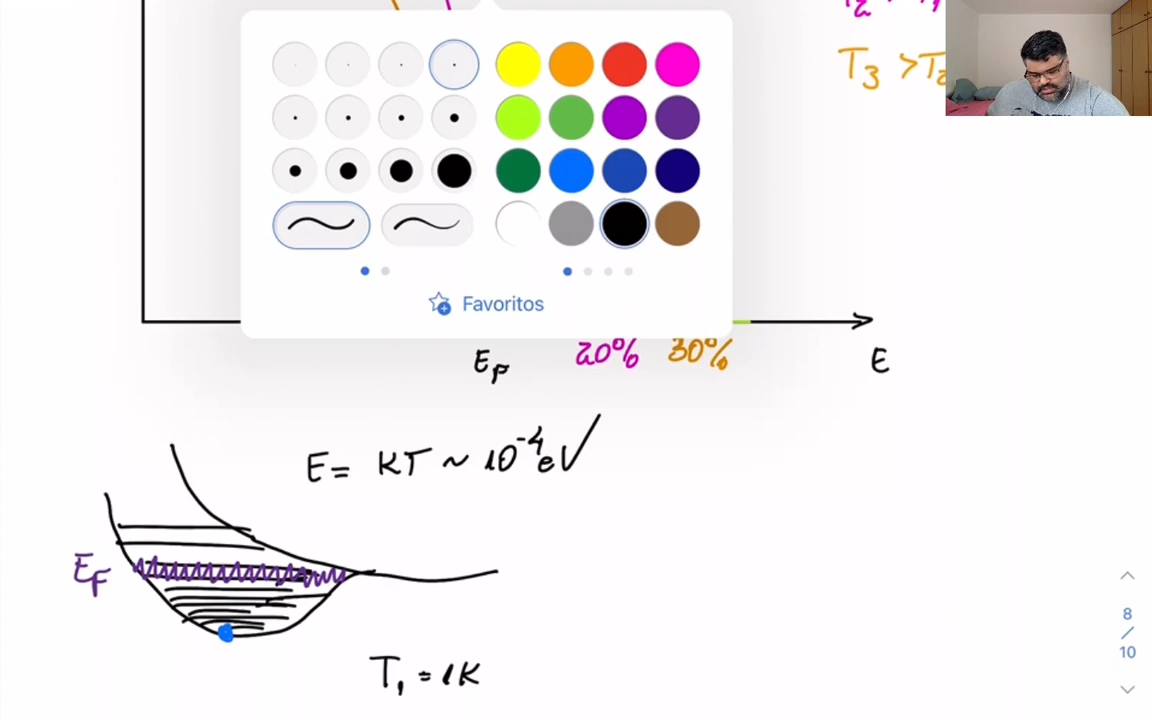 T₃ > T₂
Favoritos
E_F 20% 30% E
E = KT ~ 10⁻⁴ eV
E_F
T₁ = 1K
8
/
10